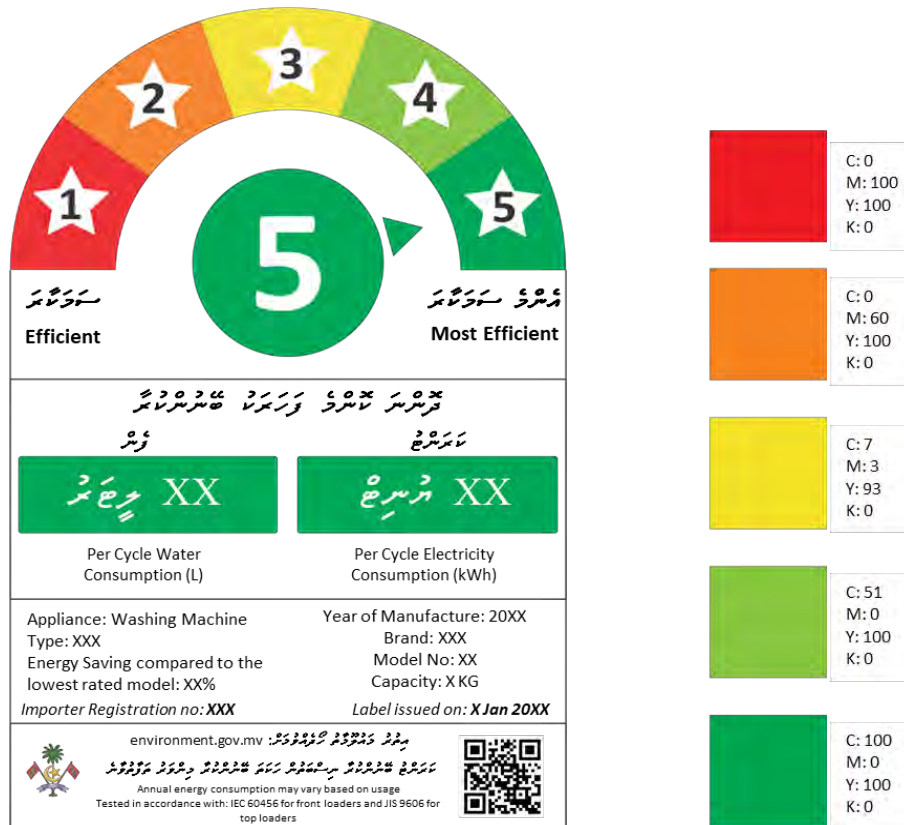 1
2
3
4
5
5
ސަމަކާރަ
Efficient
އެންމެ ސަމަކާރަ
Most Efficient
ދޮންނަ ކޮންމެ ފަހަރަކު ބޭނުންކުރާ
ފެން
ކަރަންޓު
XX ލީޓަރު
XX ޔުނިޓް
Per Cycle Water
Consumption (L)
Per Cycle Electricity
Consumption (kWh)
Appliance: Washing Machine
Type: XXX
Energy Saving compared to the
lowest rated model: XX%
Importer Registration no: XXX
Year of Manufacture: 20XX
Brand: XXX
Model No: XX
Capacity: X KG
Label issued on: X Jan 20XX
އިތުރު މަޢުލޫމާތު ހޯއްދެވުމަށް: environment.gov.mv
ކަރަންޓު ބޭނުންކުރާ ނިސްބަތުން ހަކަތަ ބޭނުންކުރާ މިންވަރު ތަފާތުވާނެ
Annual energy consumption may vary based on usage
Tested in accordance with: IEC 60456 for front loaders and JIS 9606 for
top loaders
C: 0
M: 100
Y: 100
K: 0
C: 0
M: 60
Y: 100
K: 0
C: 7
M: 3
Y: 93
K: 0
C: 51
M: 0
Y: 100
K: 0
C: 100
M: 0
Y: 100
K: 0